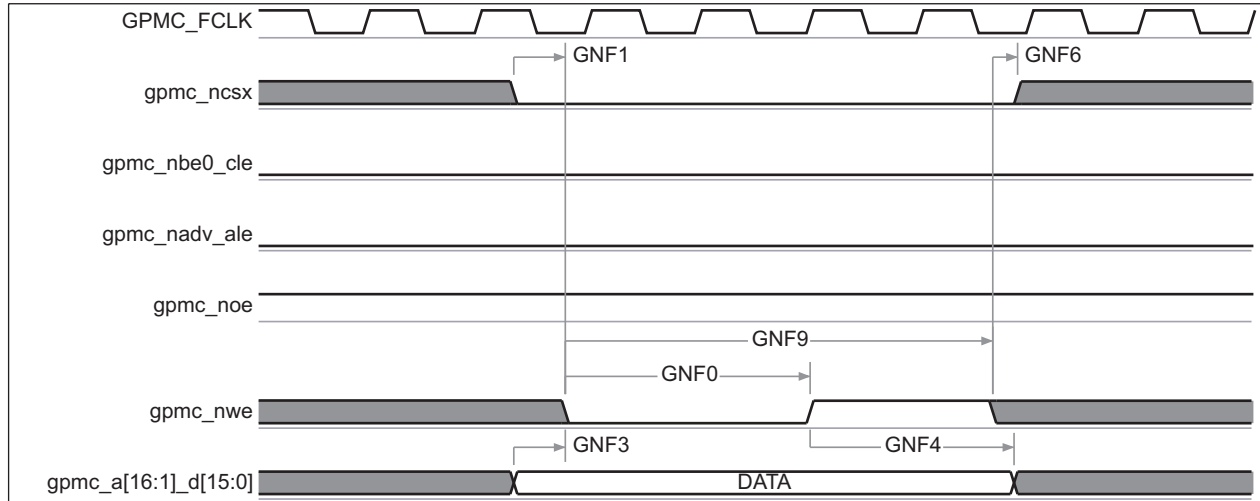 GPMC_FCLK
GNF1
GNF6
gpmc_ncsx
gpmc_nbe0_cle
gpmc_nadv_ale
gpmc_noe
GNF9
GNF0
gpmc_nwe
GNF3
GNF4
gpmc_a[16:1]_d[15:0]
DATA